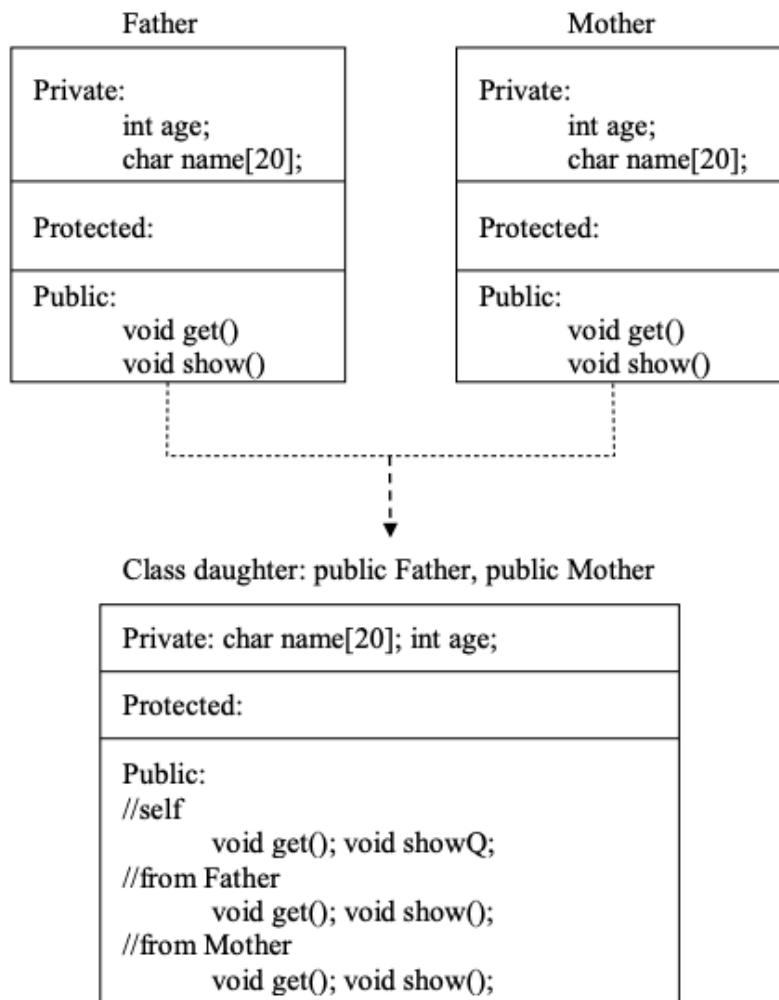 Father
Private:
int age;
char name[20];
Protected:
Public:
void get()
void show()
Mother
Private:
int age;
char name[20];
Protected:
Public:
void get()
void show()
Class daughter: public Father, public Mother
Private: char name[20]; int age;
Protected:
Public:
//self
void get(); void showQ;
//from Father
void get(); void show();
//from Mother
void get(); void show();